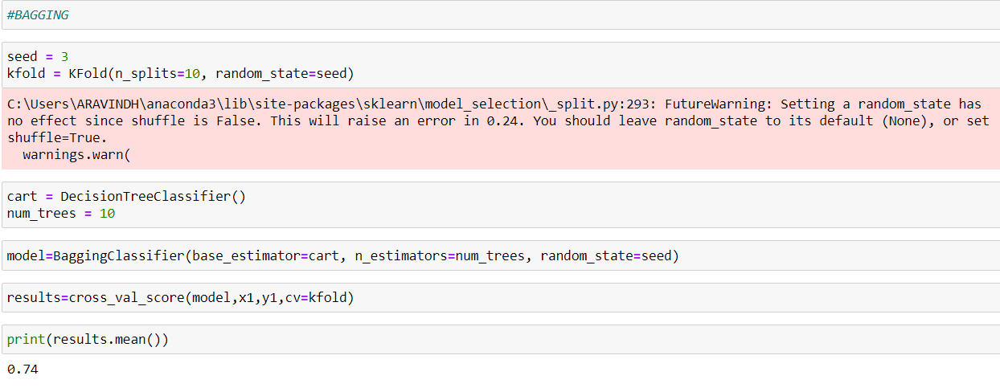 #BAGGING
seed = 3
kfold = KFold(n_splits=10, random_state=seed)
C:\Users\ARAVINDH\anaconda3\lib\site-packages\sklearn\model_selection\_split.py:293: FutureWarning: Setting a random_state has
no effect since shuffle is False. This will raise an error in 0.24. You should leave random_state to its default (None), or set
shuffle=True.
  warnings.warn(
cart = DecisionTreeClassifier()
num_trees = 10
model=BaggingClassifier(base_estimator=cart, n_estimators=num_trees, random_state=seed)
results=cross_val_score(model,x1,y1,cv=kfold)
print(results.mean())
0.74